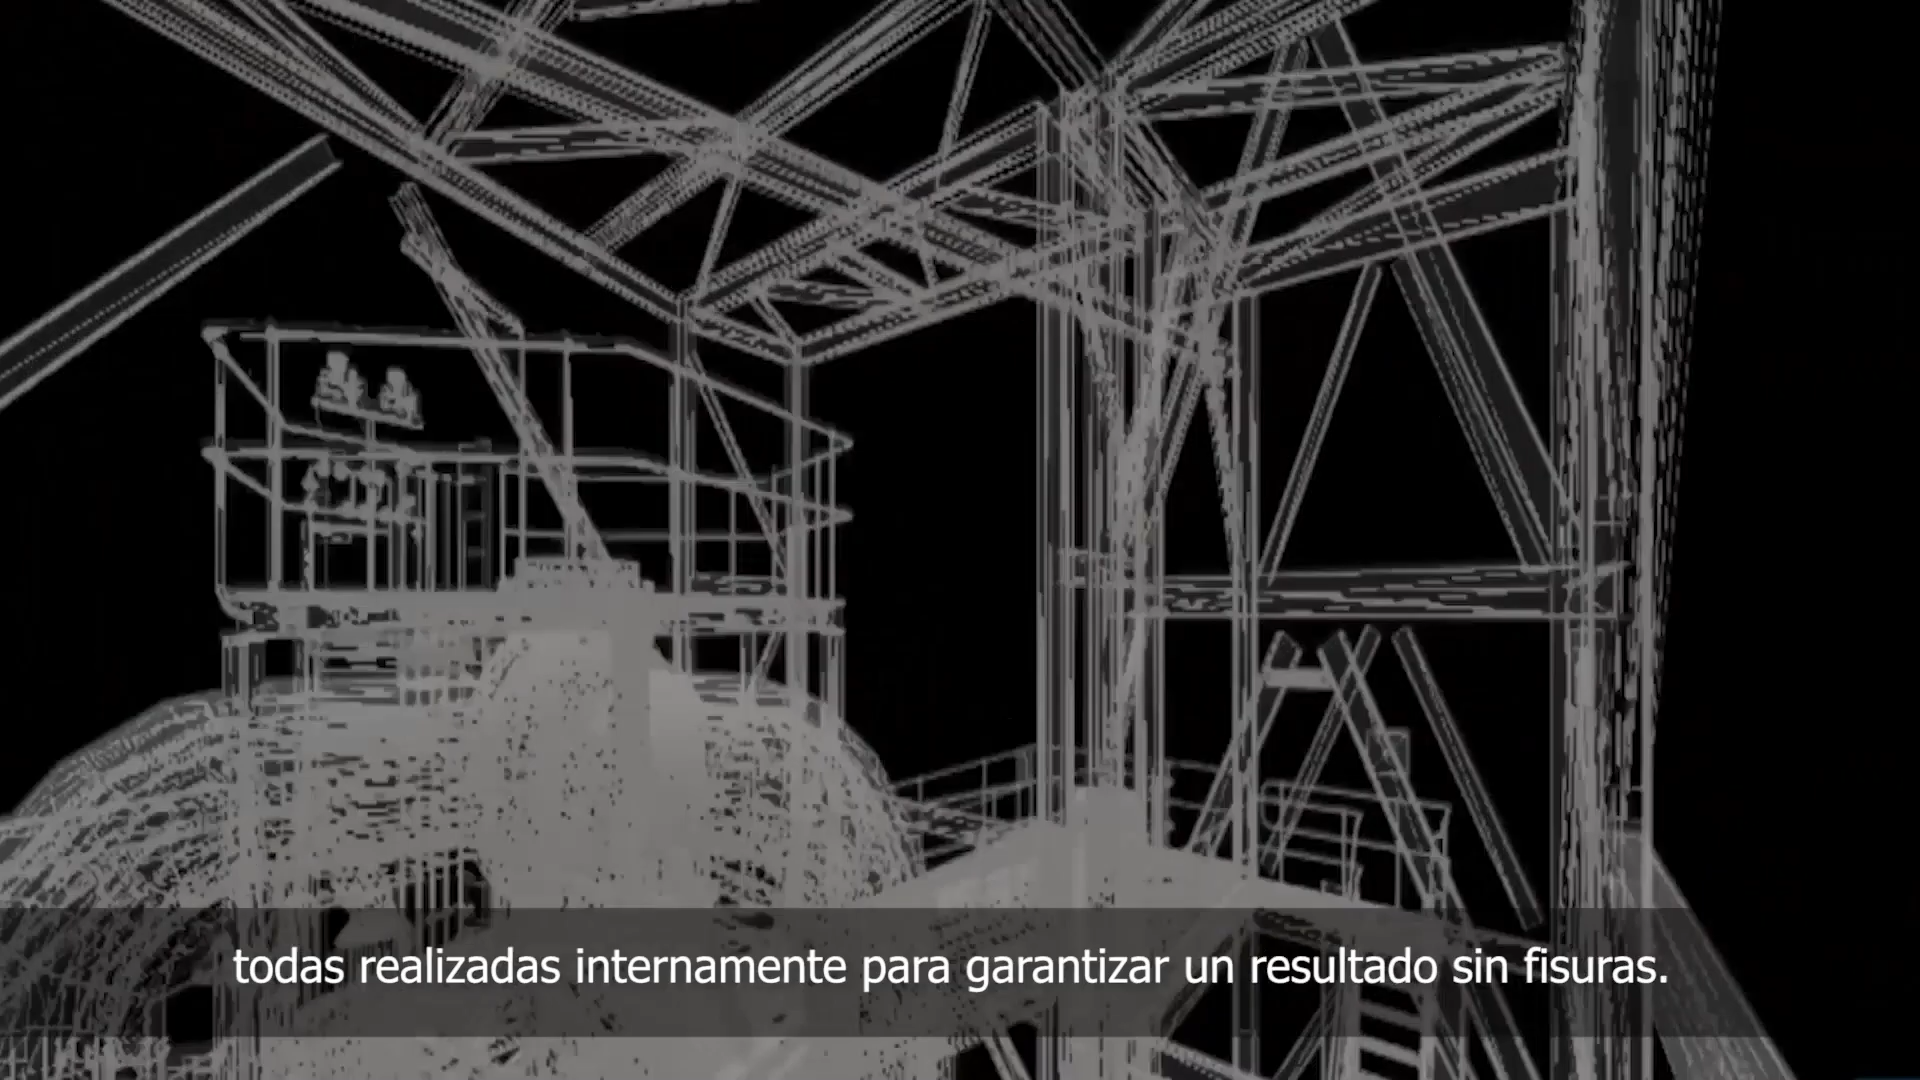 todas realizadas internamente para garantizar un resultado sin fisuras.